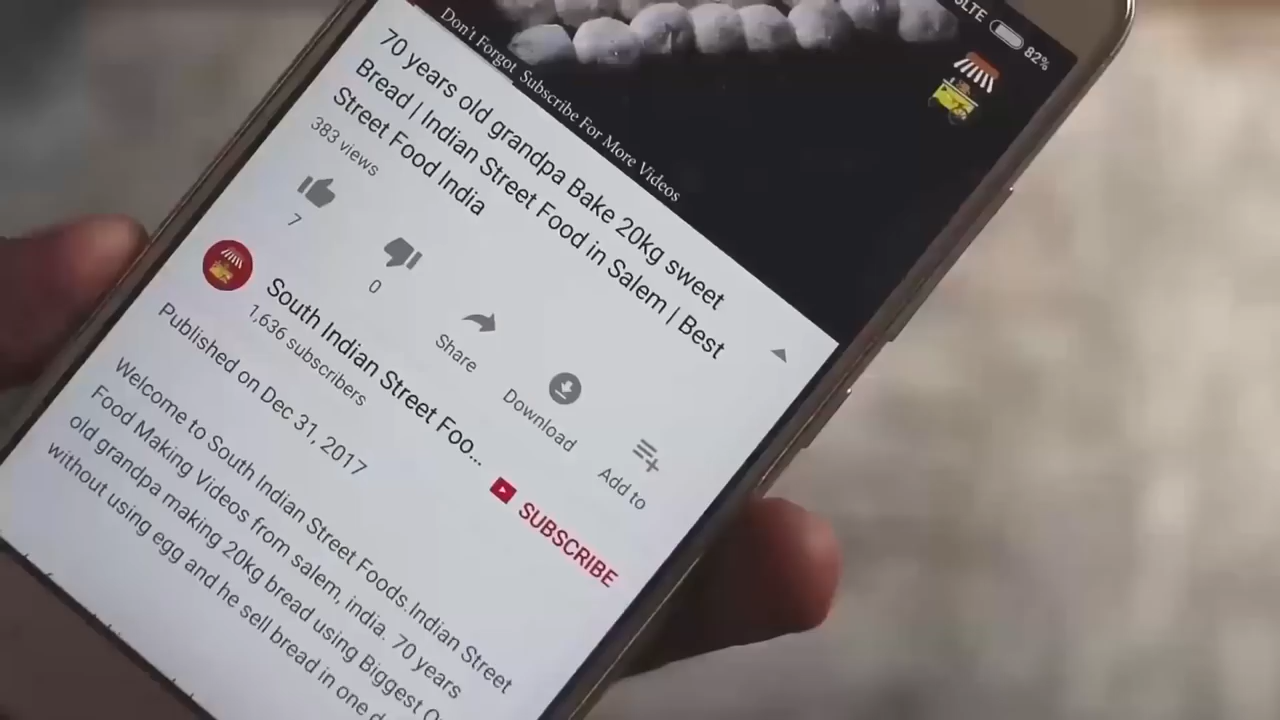 VoLTE 82%
Don't Forgot Subscribe For More Videos
70 years old grandpa Bake 20kg sweet
Bread | Indian Street Food in Salem | Best
Street Food India
383 views
7
0
Share
Download
Add to
South Indian Street Foo...
1,636 subscribers
SUBSCRIBE
Published on Dec 31, 2017
Welcome to South Indian Street Foods.Indian Street
Food Making Videos from salem, india. 70 years
old grandpa making 20kg bread using Biggest
without using egg and he sell bread in one